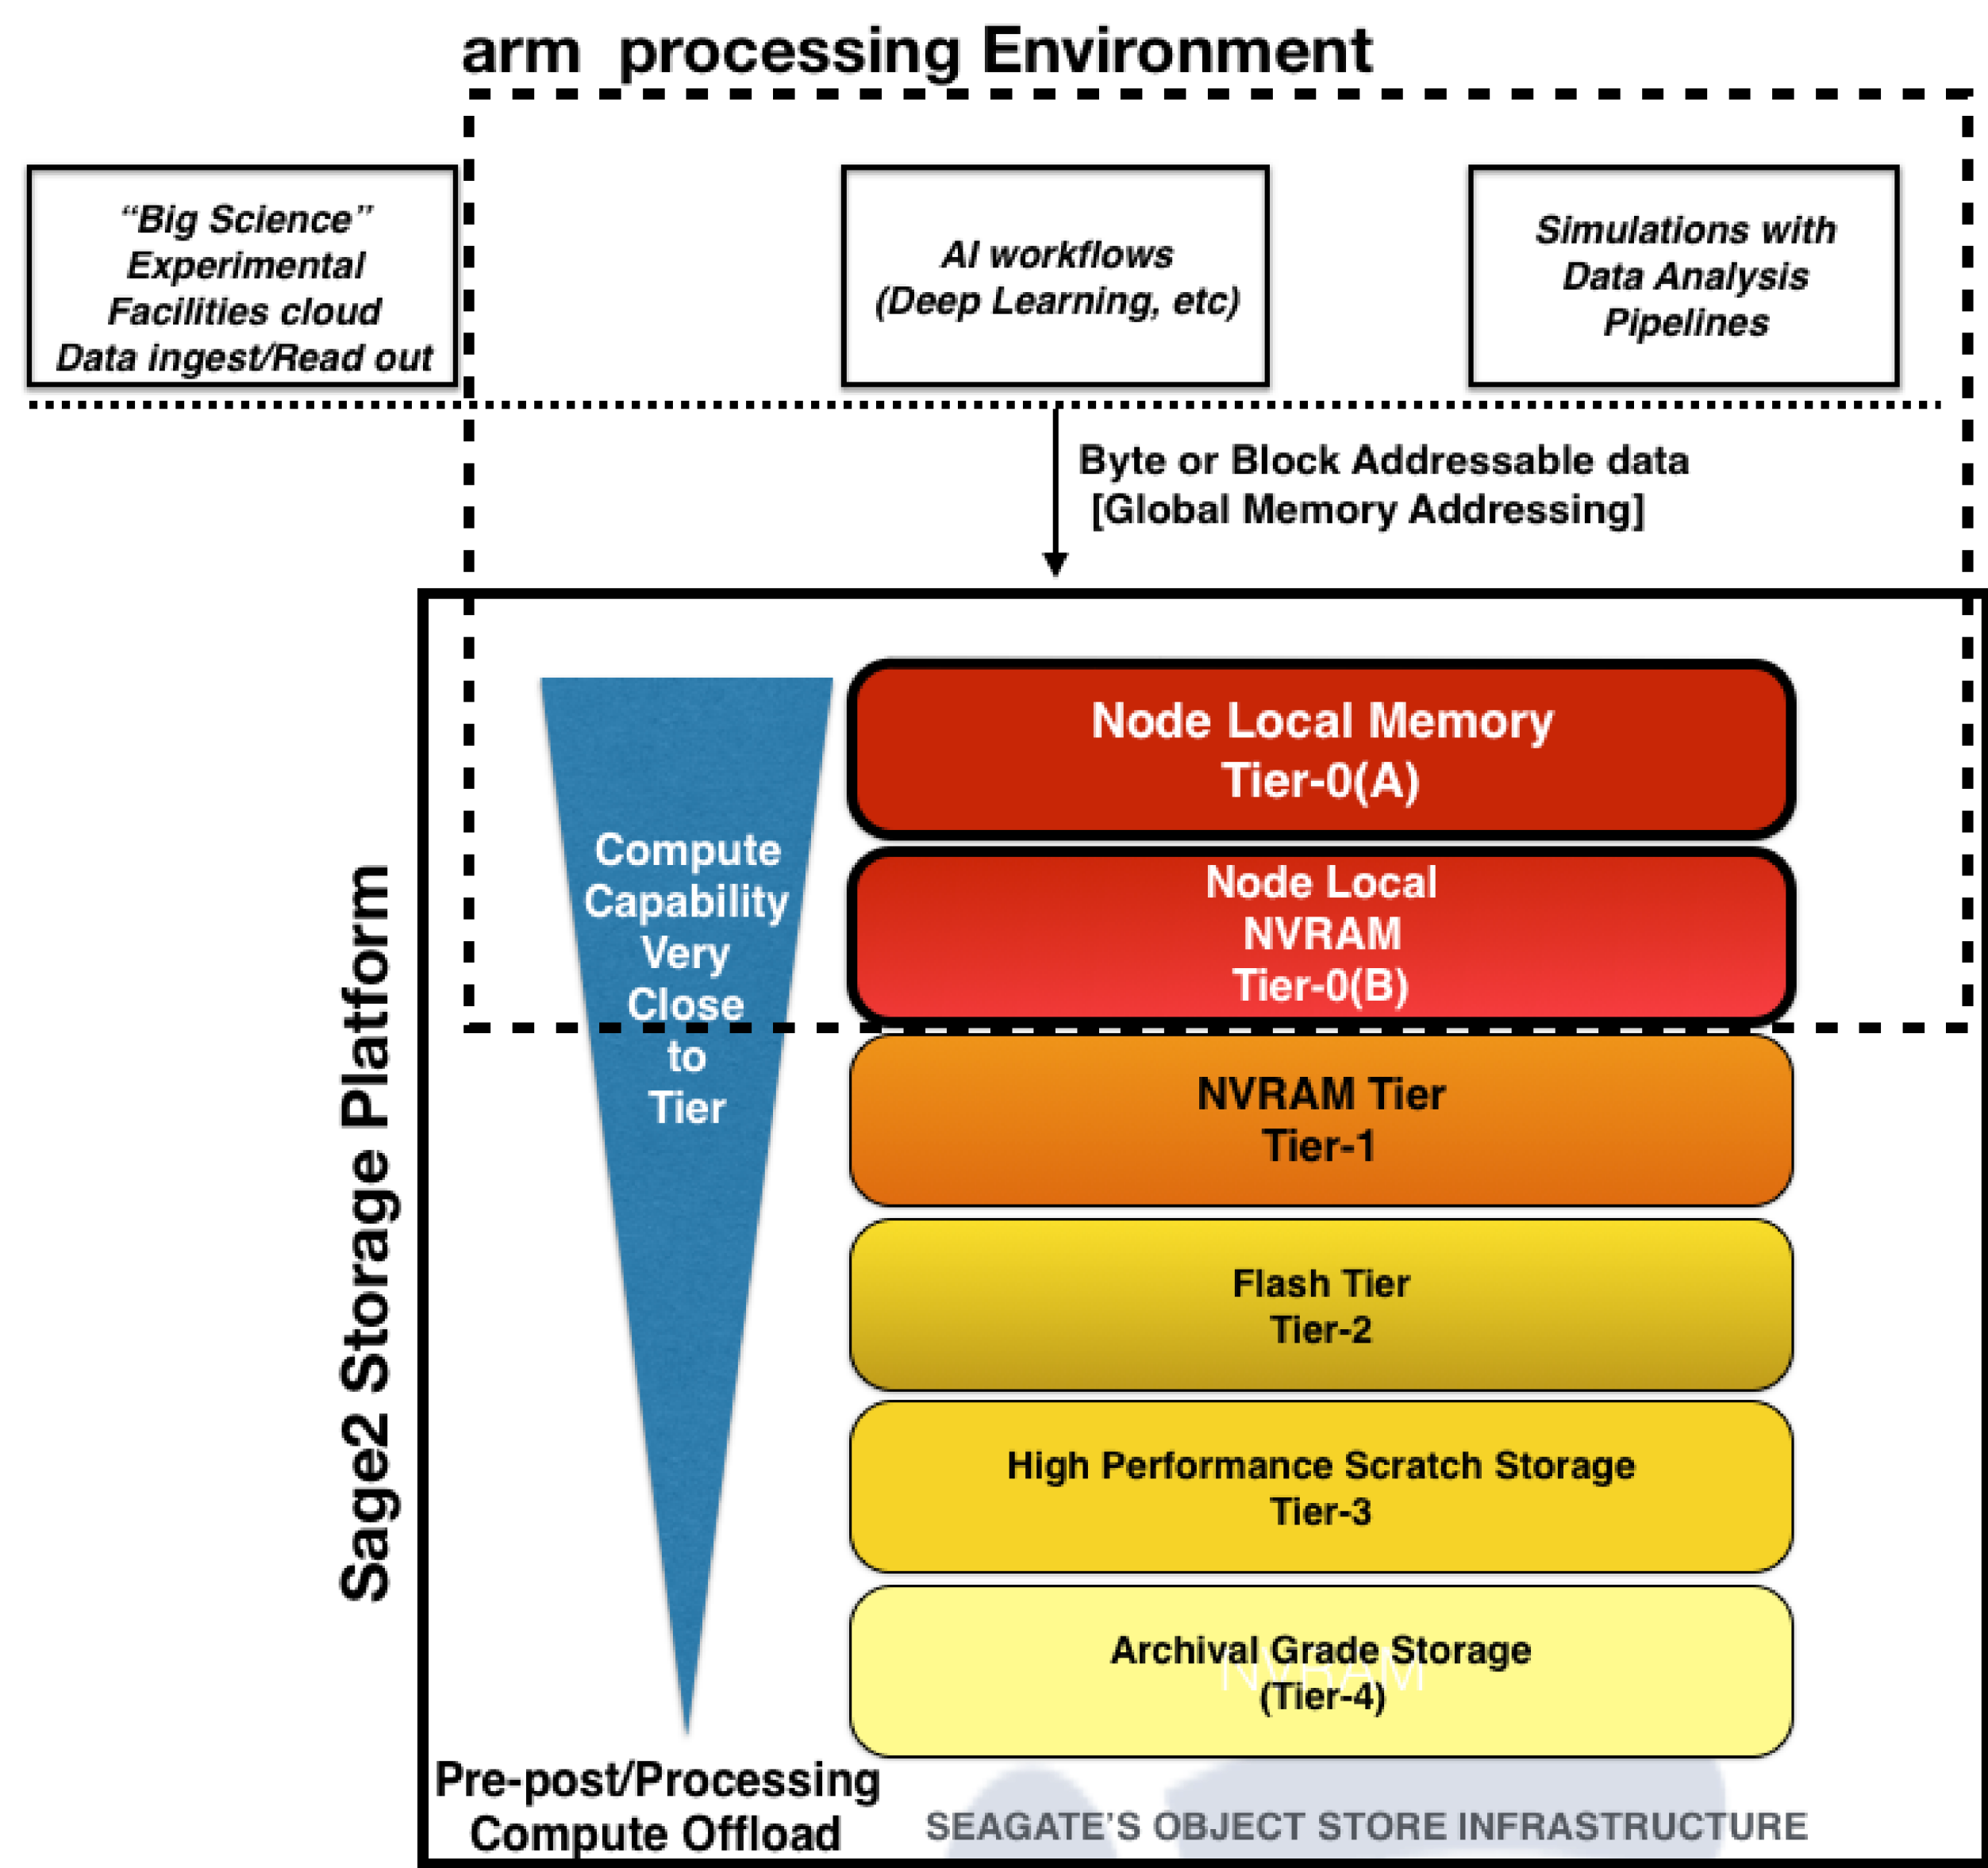 arm processing Environment
“Big Science”
Experimental
Facilities cloud
Data ingest/Read out
AI workflows
(Deep Learning, etc)
Simulations with
Data Analysis
Pipelines
Byte or Block Addressable data
[Global Memory Addressing]
Sage2 Storage Platform
Compute
Capability
Very
Close
to
Tier
Node Local Memory
Tier-0(A)
Node Local
NVRAM
Tier-0(B)
NVRAM Tier
Tier-1
Flash Tier
Tier-2
High Performance Scratch Storage
Tier-3
Archival Grade Storage
NVRAM
(Tier-4)
Pre-post/Processing
Compute Offload
SEAGATE’S OBJECT STORE INFRASTRUCTURE